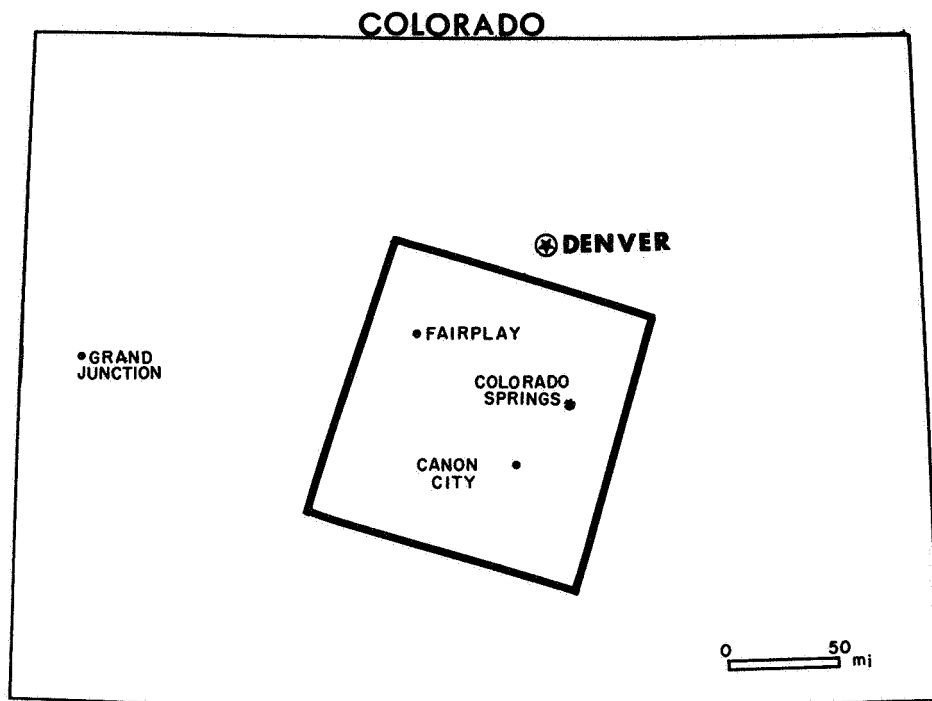 COLORADO
DENVER
FAIRPLAY
GRAND
JUNCTION
COLORADO
SPRINGS
CANON
CITY
0 50 mi